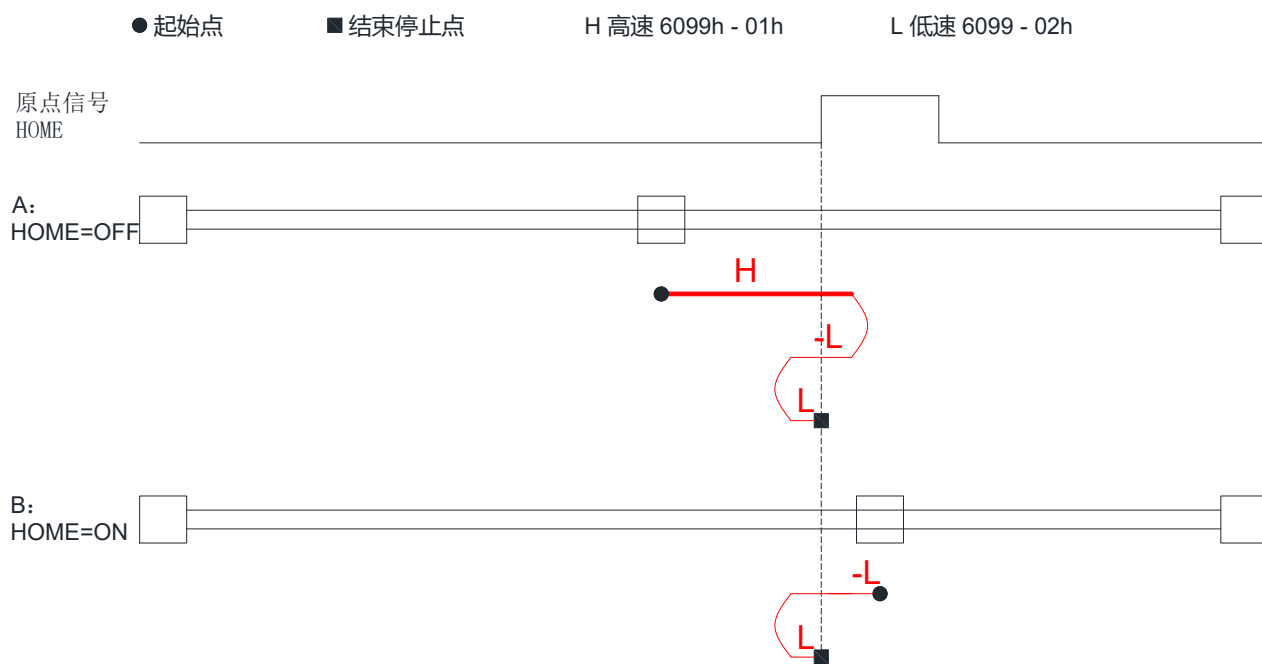 起始点 结束停止点 H 高速 6099h - 01h L 低速 6099 - 02h
原点信号
HOME
A：
HOME=OFF
H
-L
L
B：
HOME=ON
-L
L